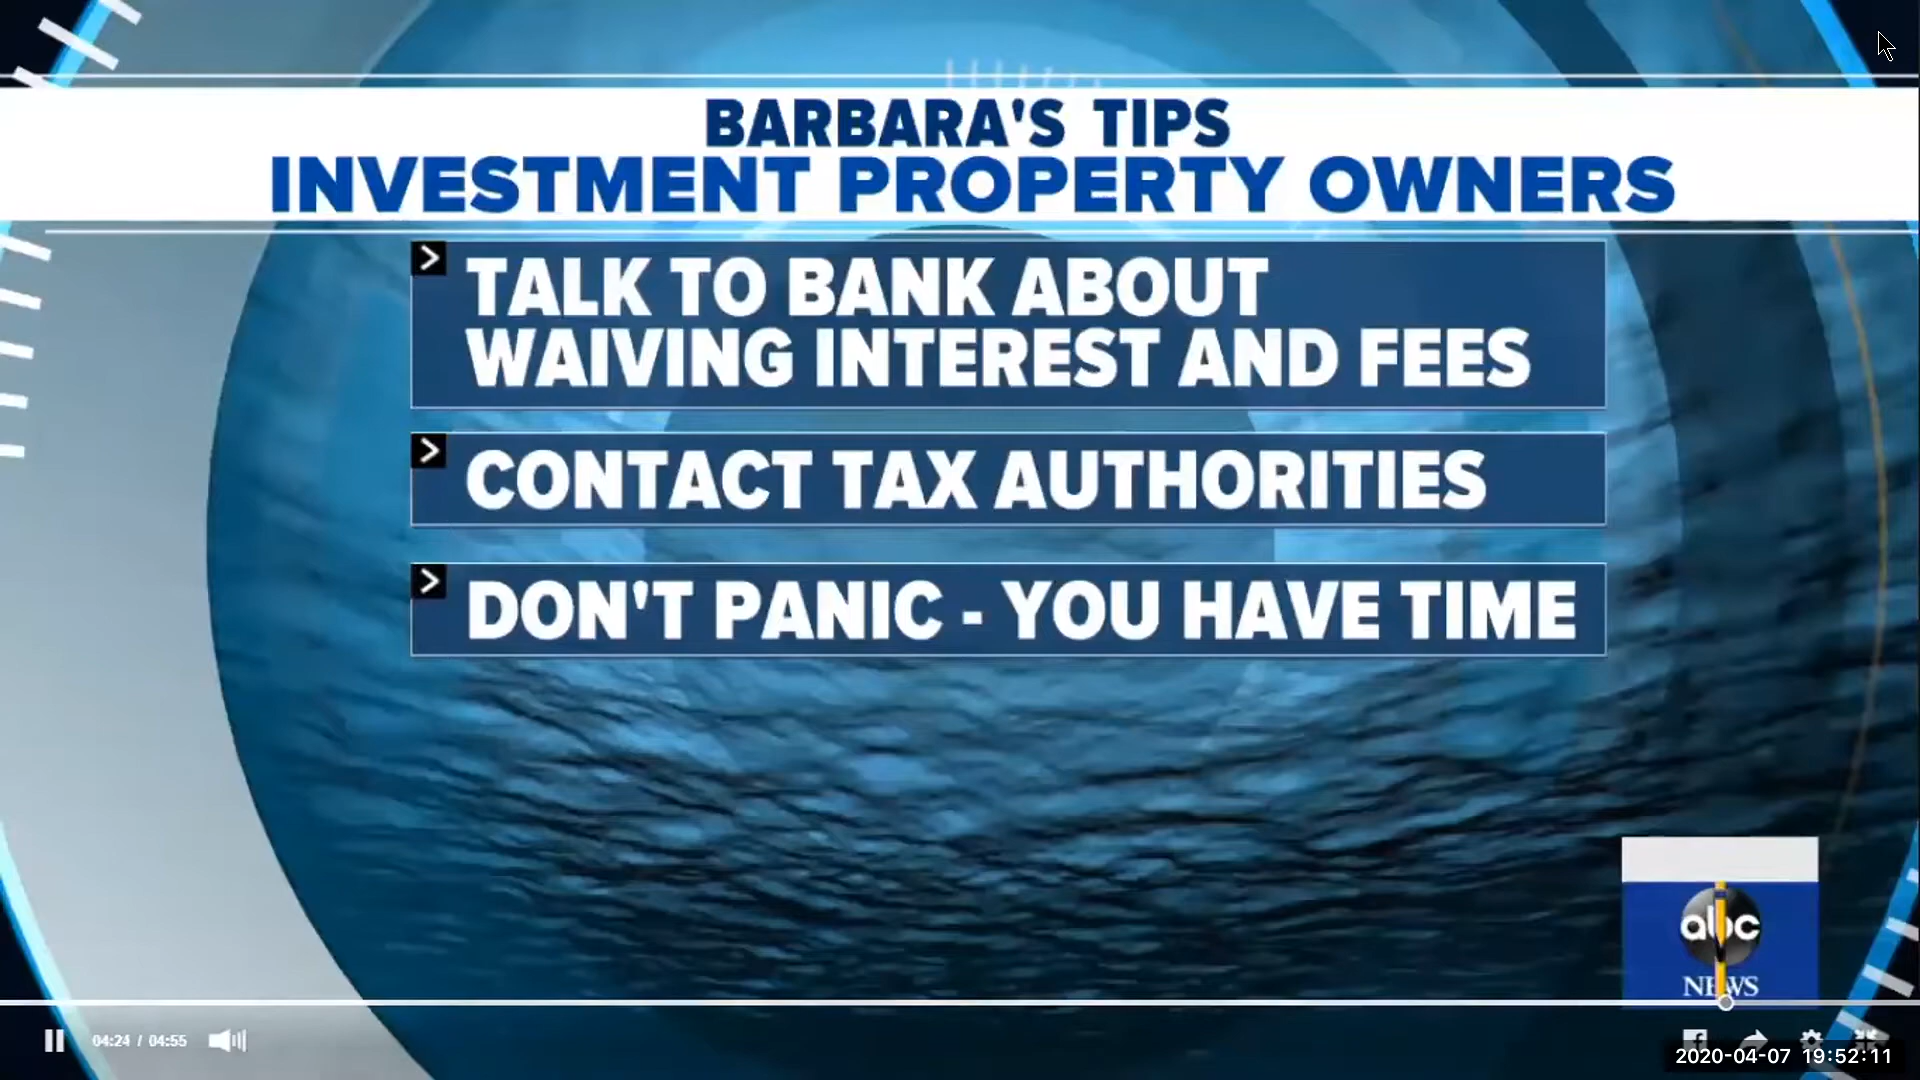 BARBARA'S TIPS
INVESTMENT PROPERTY OWNERS
TALK TO BANK ABOUT
WAIVING INTEREST AND FEES
CONTACT TAX AUTHORITIES
DON'T PANIC - YOU HAVE TIME
abc
NEWS
04:24 / 04:55
2020-04-07 19:52:11